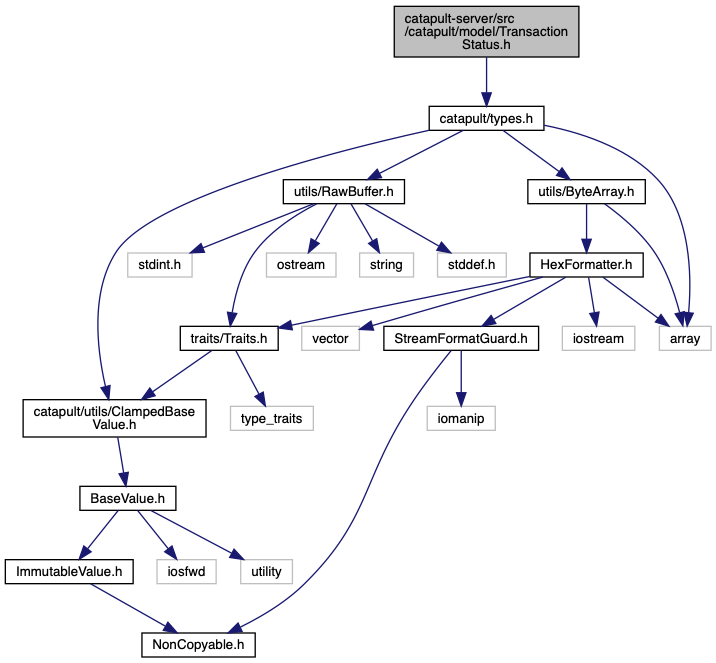 catapult-server/src
/catapult/model/Transaction
Status.h
catapult/types.h
utils/RawBuffer.h
utils/ByteArray.h
stdint.h
ostream
string
stddef.h
HexFormatter.h
traits/Traits.h
vector
StreamFormatGuard.h
iostream
array
catapult/utils/ClampedBase
Value.h
type_traits
iomanip
BaseValue.h
ImmutableValue.h
iosfwd
utility
NonCopyable.h